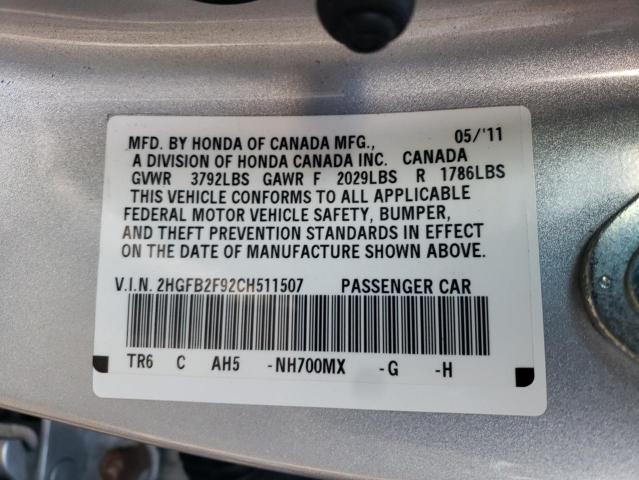 MFD. BY HONDA OF CANADA MFG., 05/'11
A DIVISION OF HONDA CANADA INC. CANADA
GVWR 3792LBS GAWR F 2029LBS R 1786LBS
THIS VEHICLE CONFORMS TO ALL APPLICABLE
FEDERAL MOTOR VEHICLE SAFETY, BUMPER,
AND THEFT PREVENTION STANDARDS IN EFFECT
ON THE DATE OF MANUFACTURE SHOWN ABOVE.
V.I.N. 2HGFB2F92CH511507 PASSENGER CAR
TR6 C AH5 -NH700MX -G -H